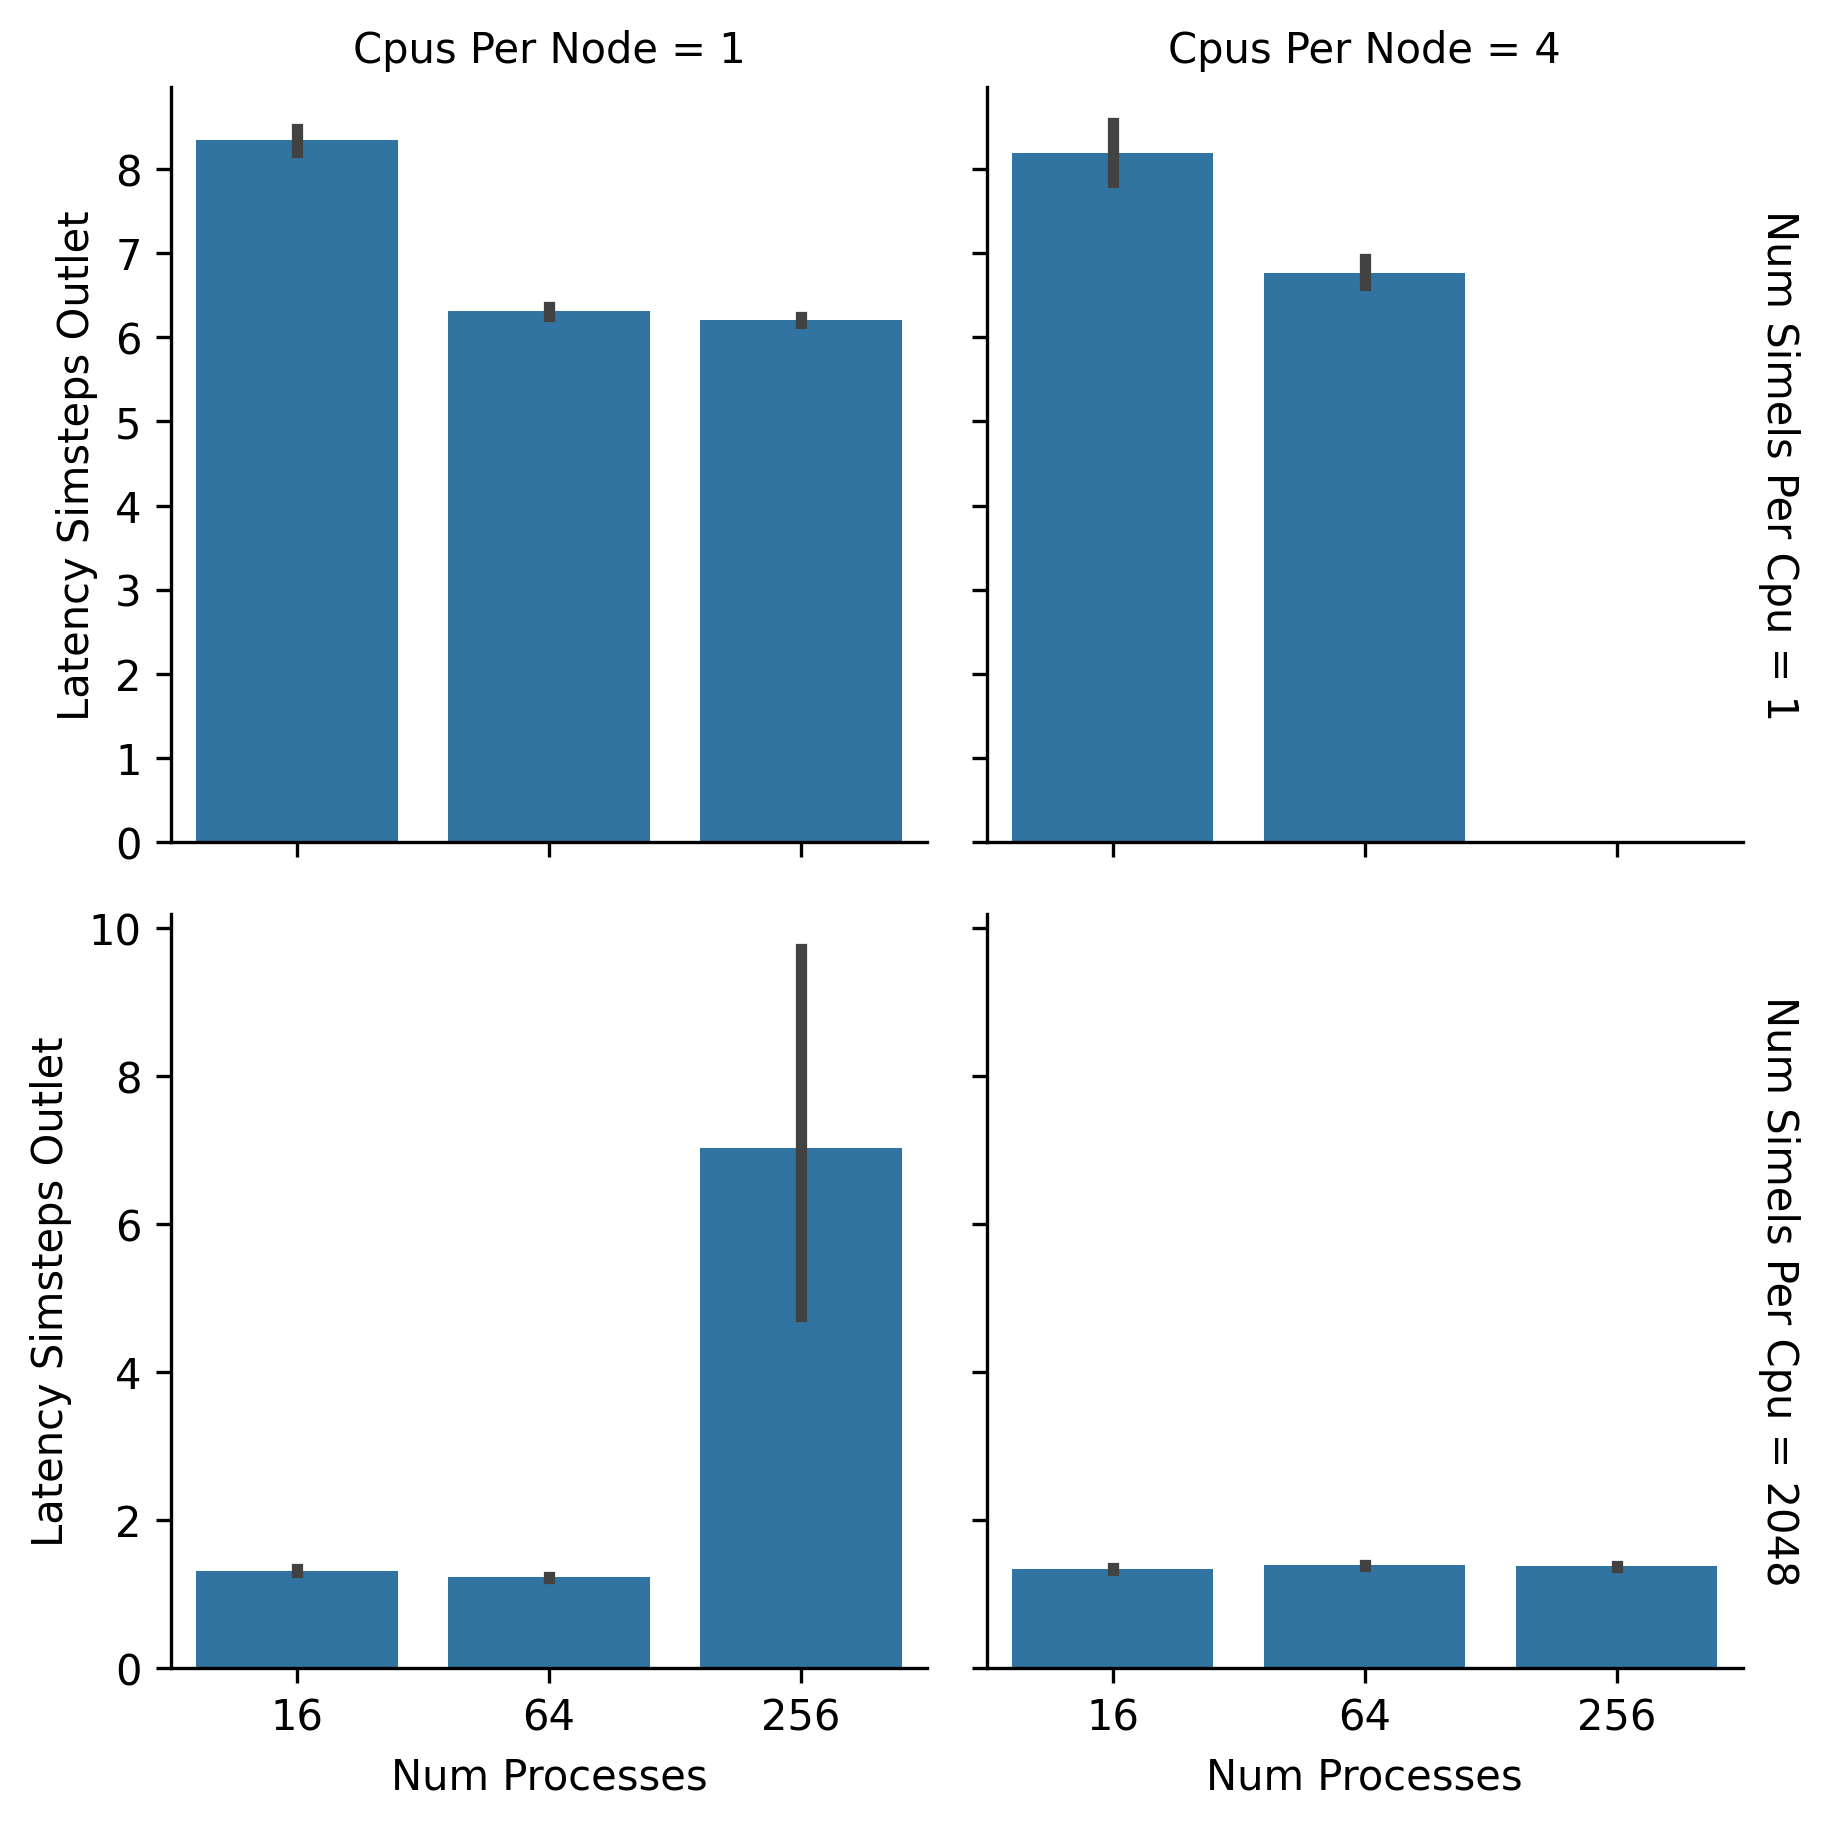 Cpus Per Node = 1
Cpus Per Node = 4
Latency Simsteps Outlet
8
7
6
5
4
3
2
1
0
Num Simels Per Cpu = 1
Latency Simsteps Outlet
10
8
6
4
2
0
Num Simels Per Cpu = 2048
16 64 256
16 64 256
Num Processes
Num Processes